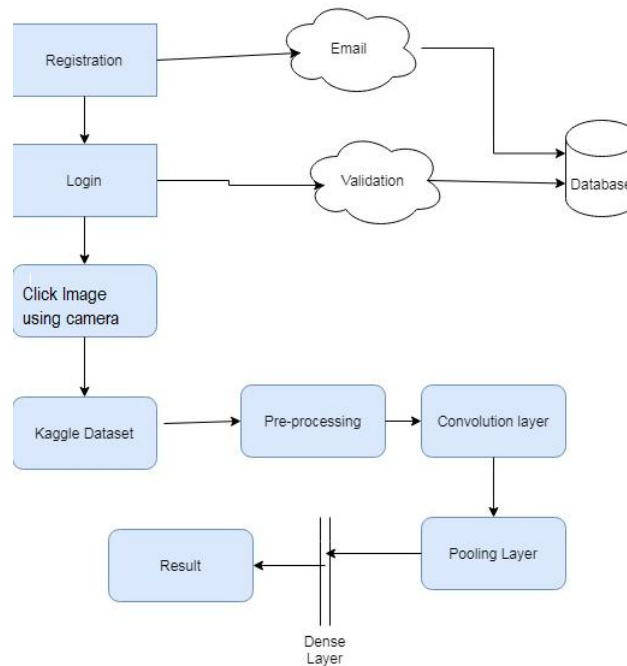 Registration
Email
Login
Validation
Database
Click Image
using camera
Kaggle Dataset
Pre-processing
Convolution layer
Result
Pooling Layer
Dense
Layer